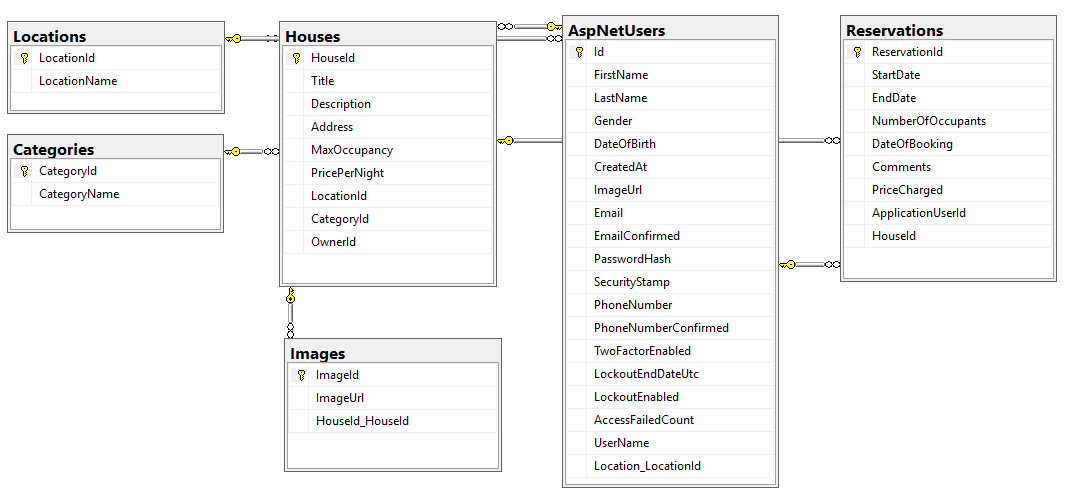 Locations
LocationId
LocationName
Categories
CategoryId
CategoryName
Houses
HouseId
Title
Description
Address
MaxOccupancy
PricePerNight
LocationId
CategoryId
OwnerId
Images
ImageId
ImageUrl
HouseId_HouseId
AspNetUsers
Id
FirstName
LastName
Gender
DateOfBirth
CreatedAt
ImageUrl
Email
EmailConfirmed
PasswordHash
SecurityStamp
PhoneNumber
PhoneNumberConfirmed
TwoFactorEnabled
LockoutEndDateUtc
LockoutEnabled
AccessFailedCount
UserName
Location_LocationId
Reservations
ReservationId
StartDate
EndDate
NumberOfOccupants
DateOfBooking
Comments
PriceCharged
ApplicationUserId
HouseId